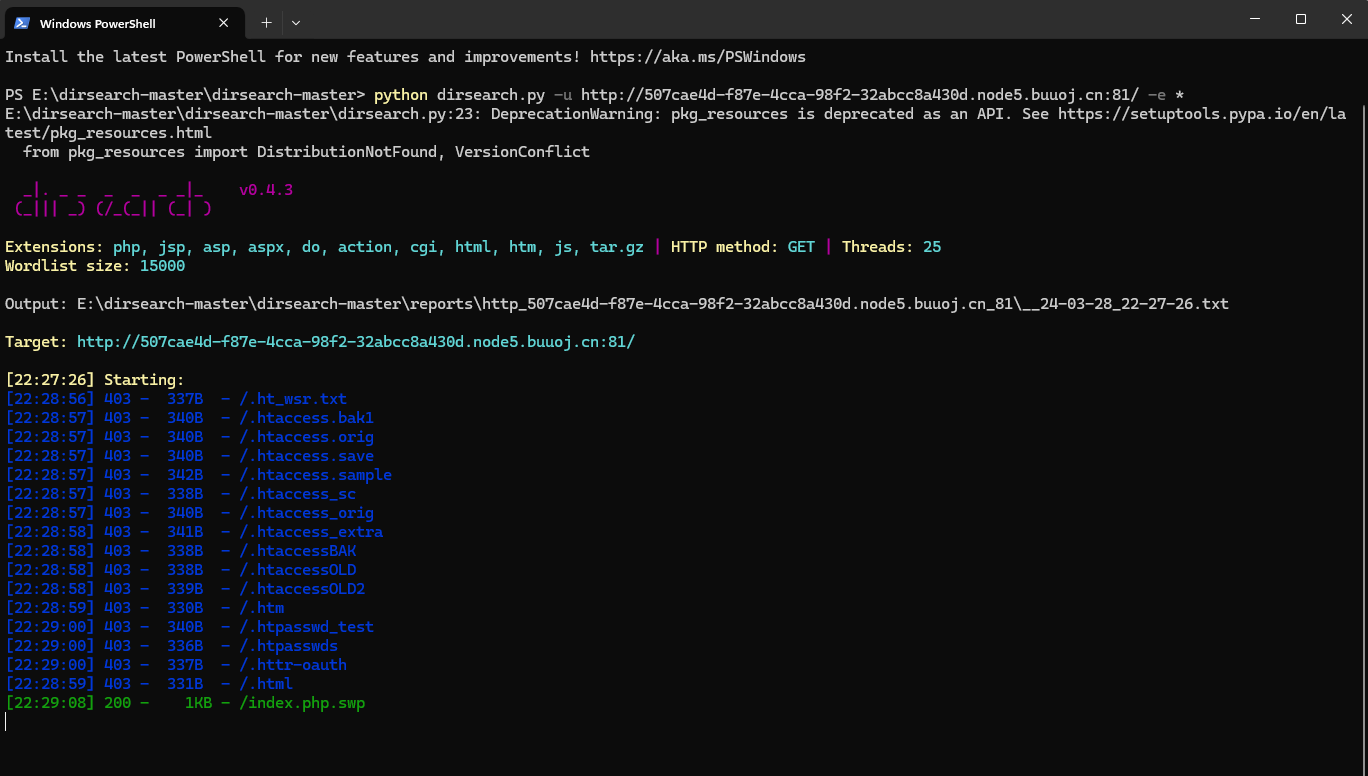 Windows PowerShell
Install the latest PowerShell for new features and improvements! https://aka.ms/PSWindows
PS E:\dirsearch-master\dirsearch-master> python dirsearch.py -u http://507cae4d-f87e-4cca-98f2-32abcc8a430d.node5.buuoj.cn:81/ -e *
E:\dirsearch-master\dirsearch-master\dirsearch.py:23: DeprecationWarning: pkg_resources is deprecated as an API. See https://setuptools.pypa.io/en/la
test/pkg_resources.html
  from pkg_resources import DistributionNotFound, VersionConflict
  _|. _ _  _  _  _ _|_    v0.4.3
 (_||| _) (/_(_|| (_| )
Extensions: php, jsp, asp, aspx, do, action, cgi, html, htm, js, tar.gz | HTTP method: GET | Threads: 25
Wordlist size: 15000
Output: E:\dirsearch-master\dirsearch-master\reports\http_507cae4d-f87e-4cca-98f2-32abcc8a430d.node5.buuoj.cn_81\__24-03-28_22-27-26.txt
Target: http://507cae4d-f87e-4cca-98f2-32abcc8a430d.node5.buuoj.cn:81/
[22:27:26] Starting:
[22:28:56] 403 -  337B  - /.ht_wsr.txt
[22:28:57] 403 -  340B  - /.htaccess.bak1
[22:28:57] 403 -  340B  - /.htaccess.orig
[22:28:57] 403 -  340B  - /.htaccess.save
[22:28:57] 403 -  342B  - /.htaccess.sample
[22:28:57] 403 -  338B  - /.htaccess_sc
[22:28:57] 403 -  340B  - /.htaccess_orig
[22:28:58] 403 -  341B  - /.htaccess_extra
[22:28:58] 403 -  338B  - /.htaccessBAK
[22:28:58] 403 -  338B  - /.htaccessOLD
[22:28:58] 403 -  339B  - /.htaccessOLD2
[22:28:59] 403 -  330B  - /.htm
[22:29:00] 403 -  340B  - /.htpasswd_test
[22:29:00] 403 -  336B  - /.htpasswds
[22:29:00] 403 -  337B  - /.httr-oauth
[22:28:59] 403 -  331B  - /.html
[22:29:08] 200 -    1KB - /index.php.swp